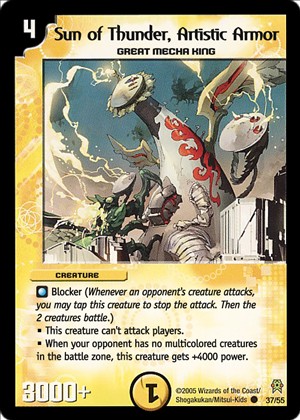 4
Sun of Thunder, Artistic Armor
GREAT MECHA KING
CREATURE
Blocker (Whenever an opponent's creature attacks,
you may tap this creature to stop the attack. Then the
2 creatures battle.)
• This creature can't attack players.
• When your opponent has no multicolored creatures
in the battle zone, this creature gets +4000 power.
3000+
1
©2005 Wizards of the Coast/
Shogakukan/Mitsui-Kids
37/55